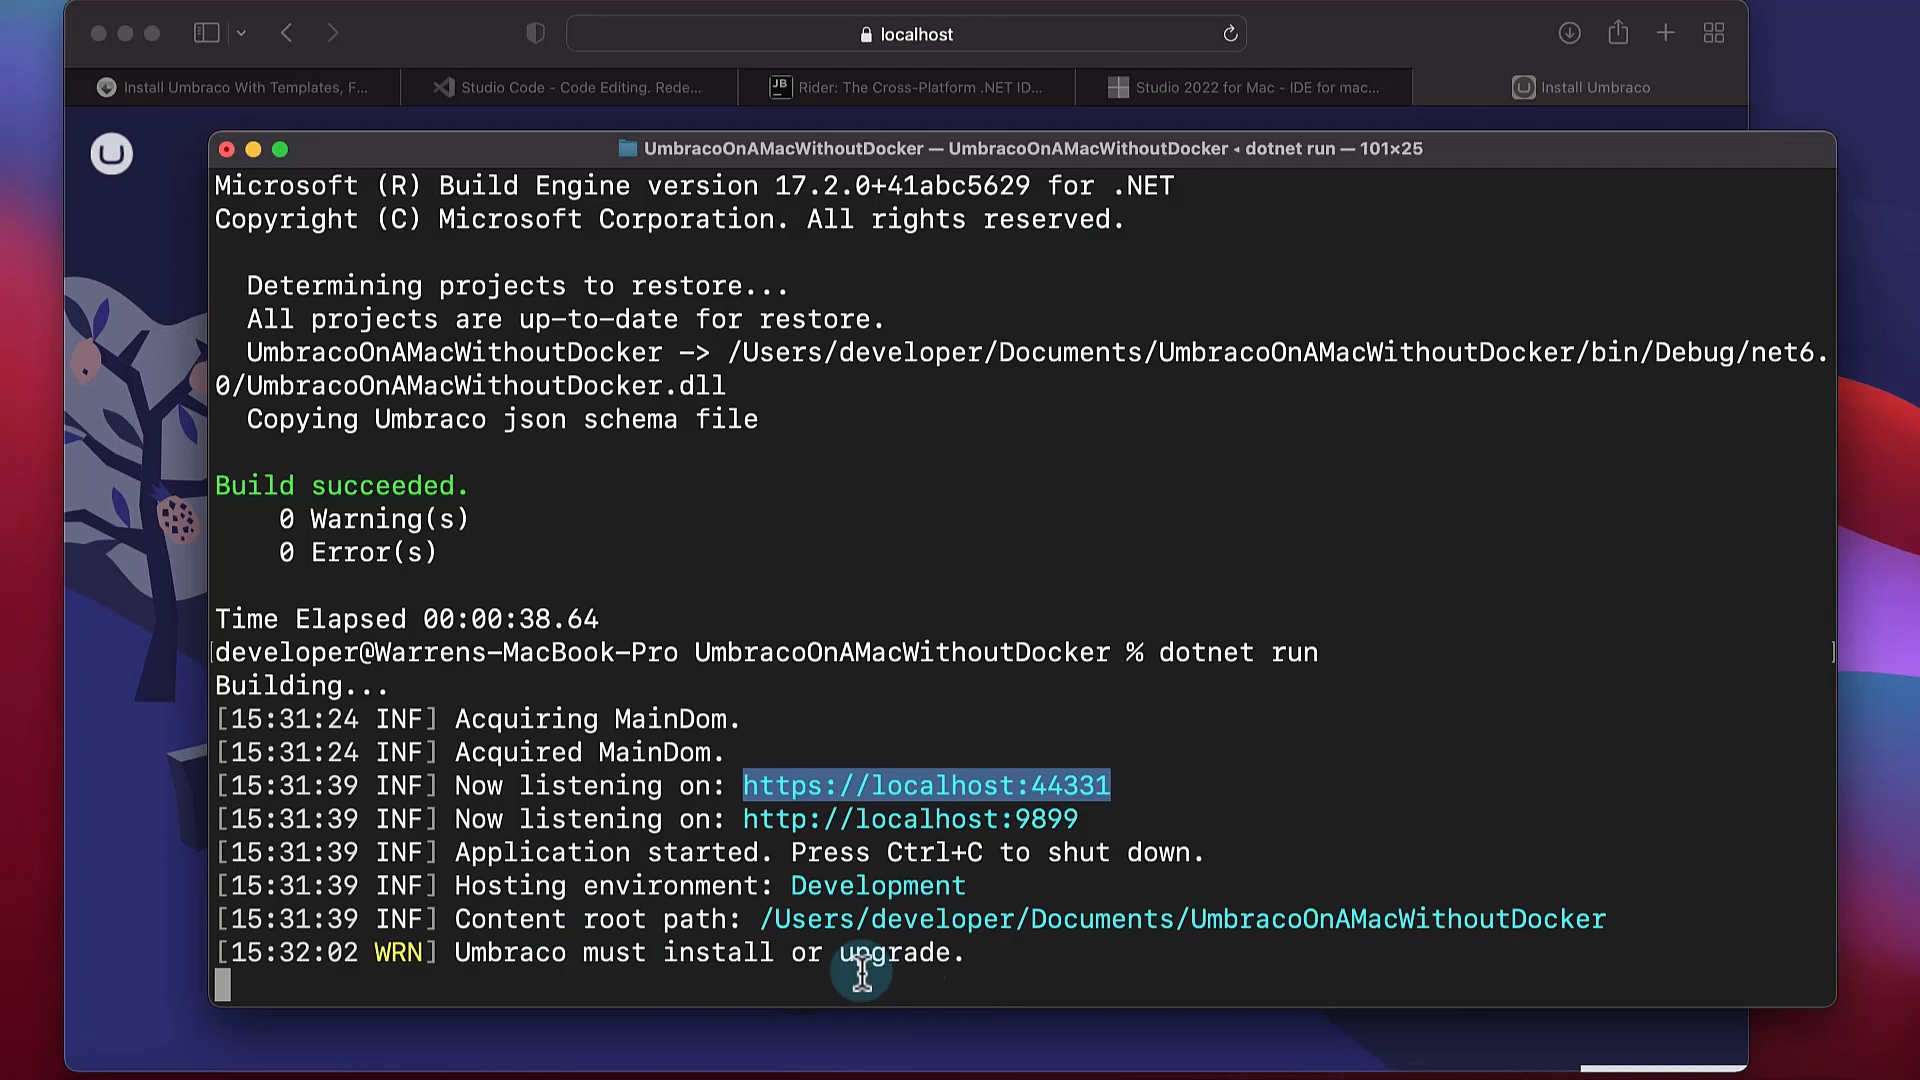 localhost
Install Umbraco With Templates, F...
Studio Code - Code Editing. Rede...
JB Rider: The Cross-Platform .NET ID...
Studio 2022 for Mac - IDE for mac...
Install Umbraco
UmbracoOnAMacWithoutDocker — UmbracoOnAMacWithoutDocker ◂ dotnet run — 101×25
Microsoft (R) Build Engine version 17.2.0+41abc5629 for .NET
Copyright (C) Microsoft Corporation. All rights reserved.
Determining projects to restore...
All projects are up-to-date for restore.
UmbracoOnAMacWithoutDocker -> /Users/developer/Documents/UmbracoOnAMacWithoutDocker/bin/Debug/net6.
0/UmbracoOnAMacWithoutDocker.dll
Copying Umbraco json schema file
Build succeeded.
0 Warning(s)
0 Error(s)
Time Elapsed 00:00:38.64
[developer@Warrens-MacBook-Pro UmbracoOnAMacWithoutDocker % dotnet run ]
Building...
[15:31:24 INF] Acquiring MainDom.
[15:31:24 INF] Acquired MainDom.
[15:31:39 INF] Now listening on: https://localhost:44331
[15:31:39 INF] Now listening on: http://localhost:9899
[15:31:39 INF] Application started. Press Ctrl+C to shut down.
[15:31:39 INF] Hosting environment: Development
[15:31:39 INF] Content root path: /Users/developer/Documents/UmbracoOnAMacWithoutDocker
[15:32:02 WRN] Umbraco must install or upgrade.